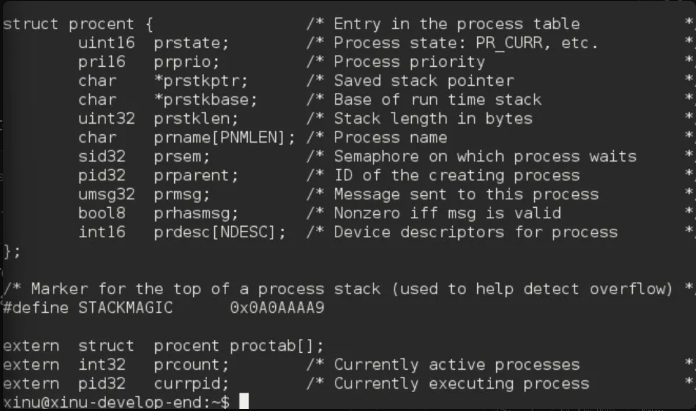 struct procent {                /* Entry in the process table           *
        uint16  prstate;        /* Process state: PR_CURR, etc.         *
        pri16   prprio;         /* Process priority                     *
        char    *prstkptr;      /* Saved stack pointer                  *
        char    *prstkbase;     /* Base of run time stack               *
        uint32  prstklen;       /* Stack length in bytes                *
        char    prname[PNMLEN]; /* Process name                         *
        sid32   prsem;          /* Semaphore on which process waits     *
        pid32   prparent;       /* ID of the creating process           *
        umsg32  prmsg;          /* Message sent to this process         *
        bool8   prhasmsg;       /* Nonzero iff msg is valid             *
        int16   prdesc[NDESC];  /* Device descriptors for process       *
};
/* Marker for the top of a process stack (used to help detect overflow) *
#define STACKMAGIC      0x0A0AAAA9
extern  struct  procent proctab[];
extern  int32   prcount;        /* Currently active processes           *
extern  pid32   currpid;        /* Currently executing process          *
xinu@xinu-develop-end:~$